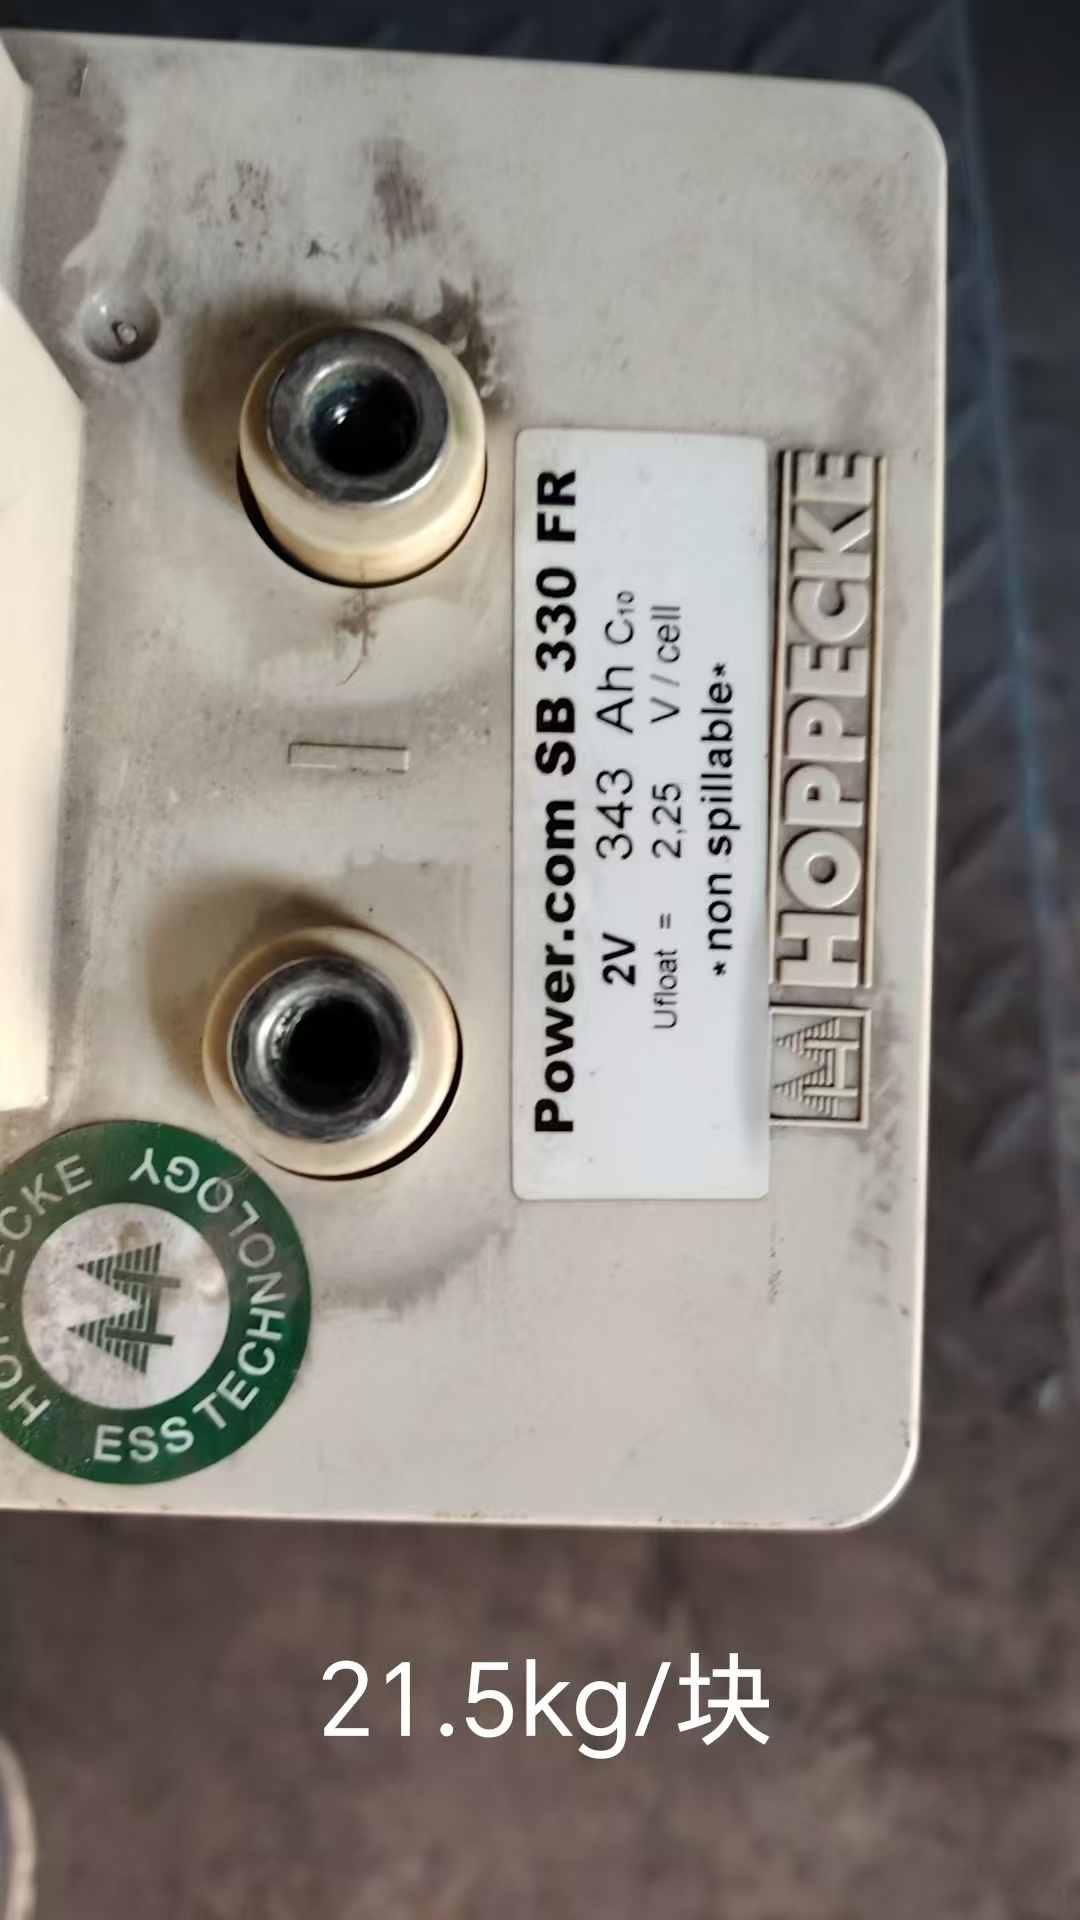 Power.com SB 330 FR
2V 343 Ah C₁₀
Ufloat = 2,25 V / cell
*non spillable*
HOPPECKE
6
HOPPECKE
ESS TECHNOLOGY
21.5kg/块